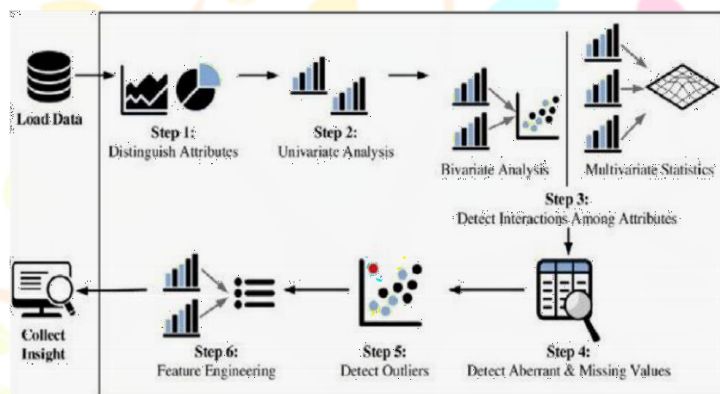 Load Data
Step 1:
Distinguish Attributes
Step 2:
Univariate Analysis
Bivariate Analysis
Multivariate Statistics
Step 3:
Detect Interactions Among Attributes
Step 4:
Detect Aberrant & Missing Values
Step 5:
Detect Outliers
Step 6:
Feature Engineering
Collect
Insight